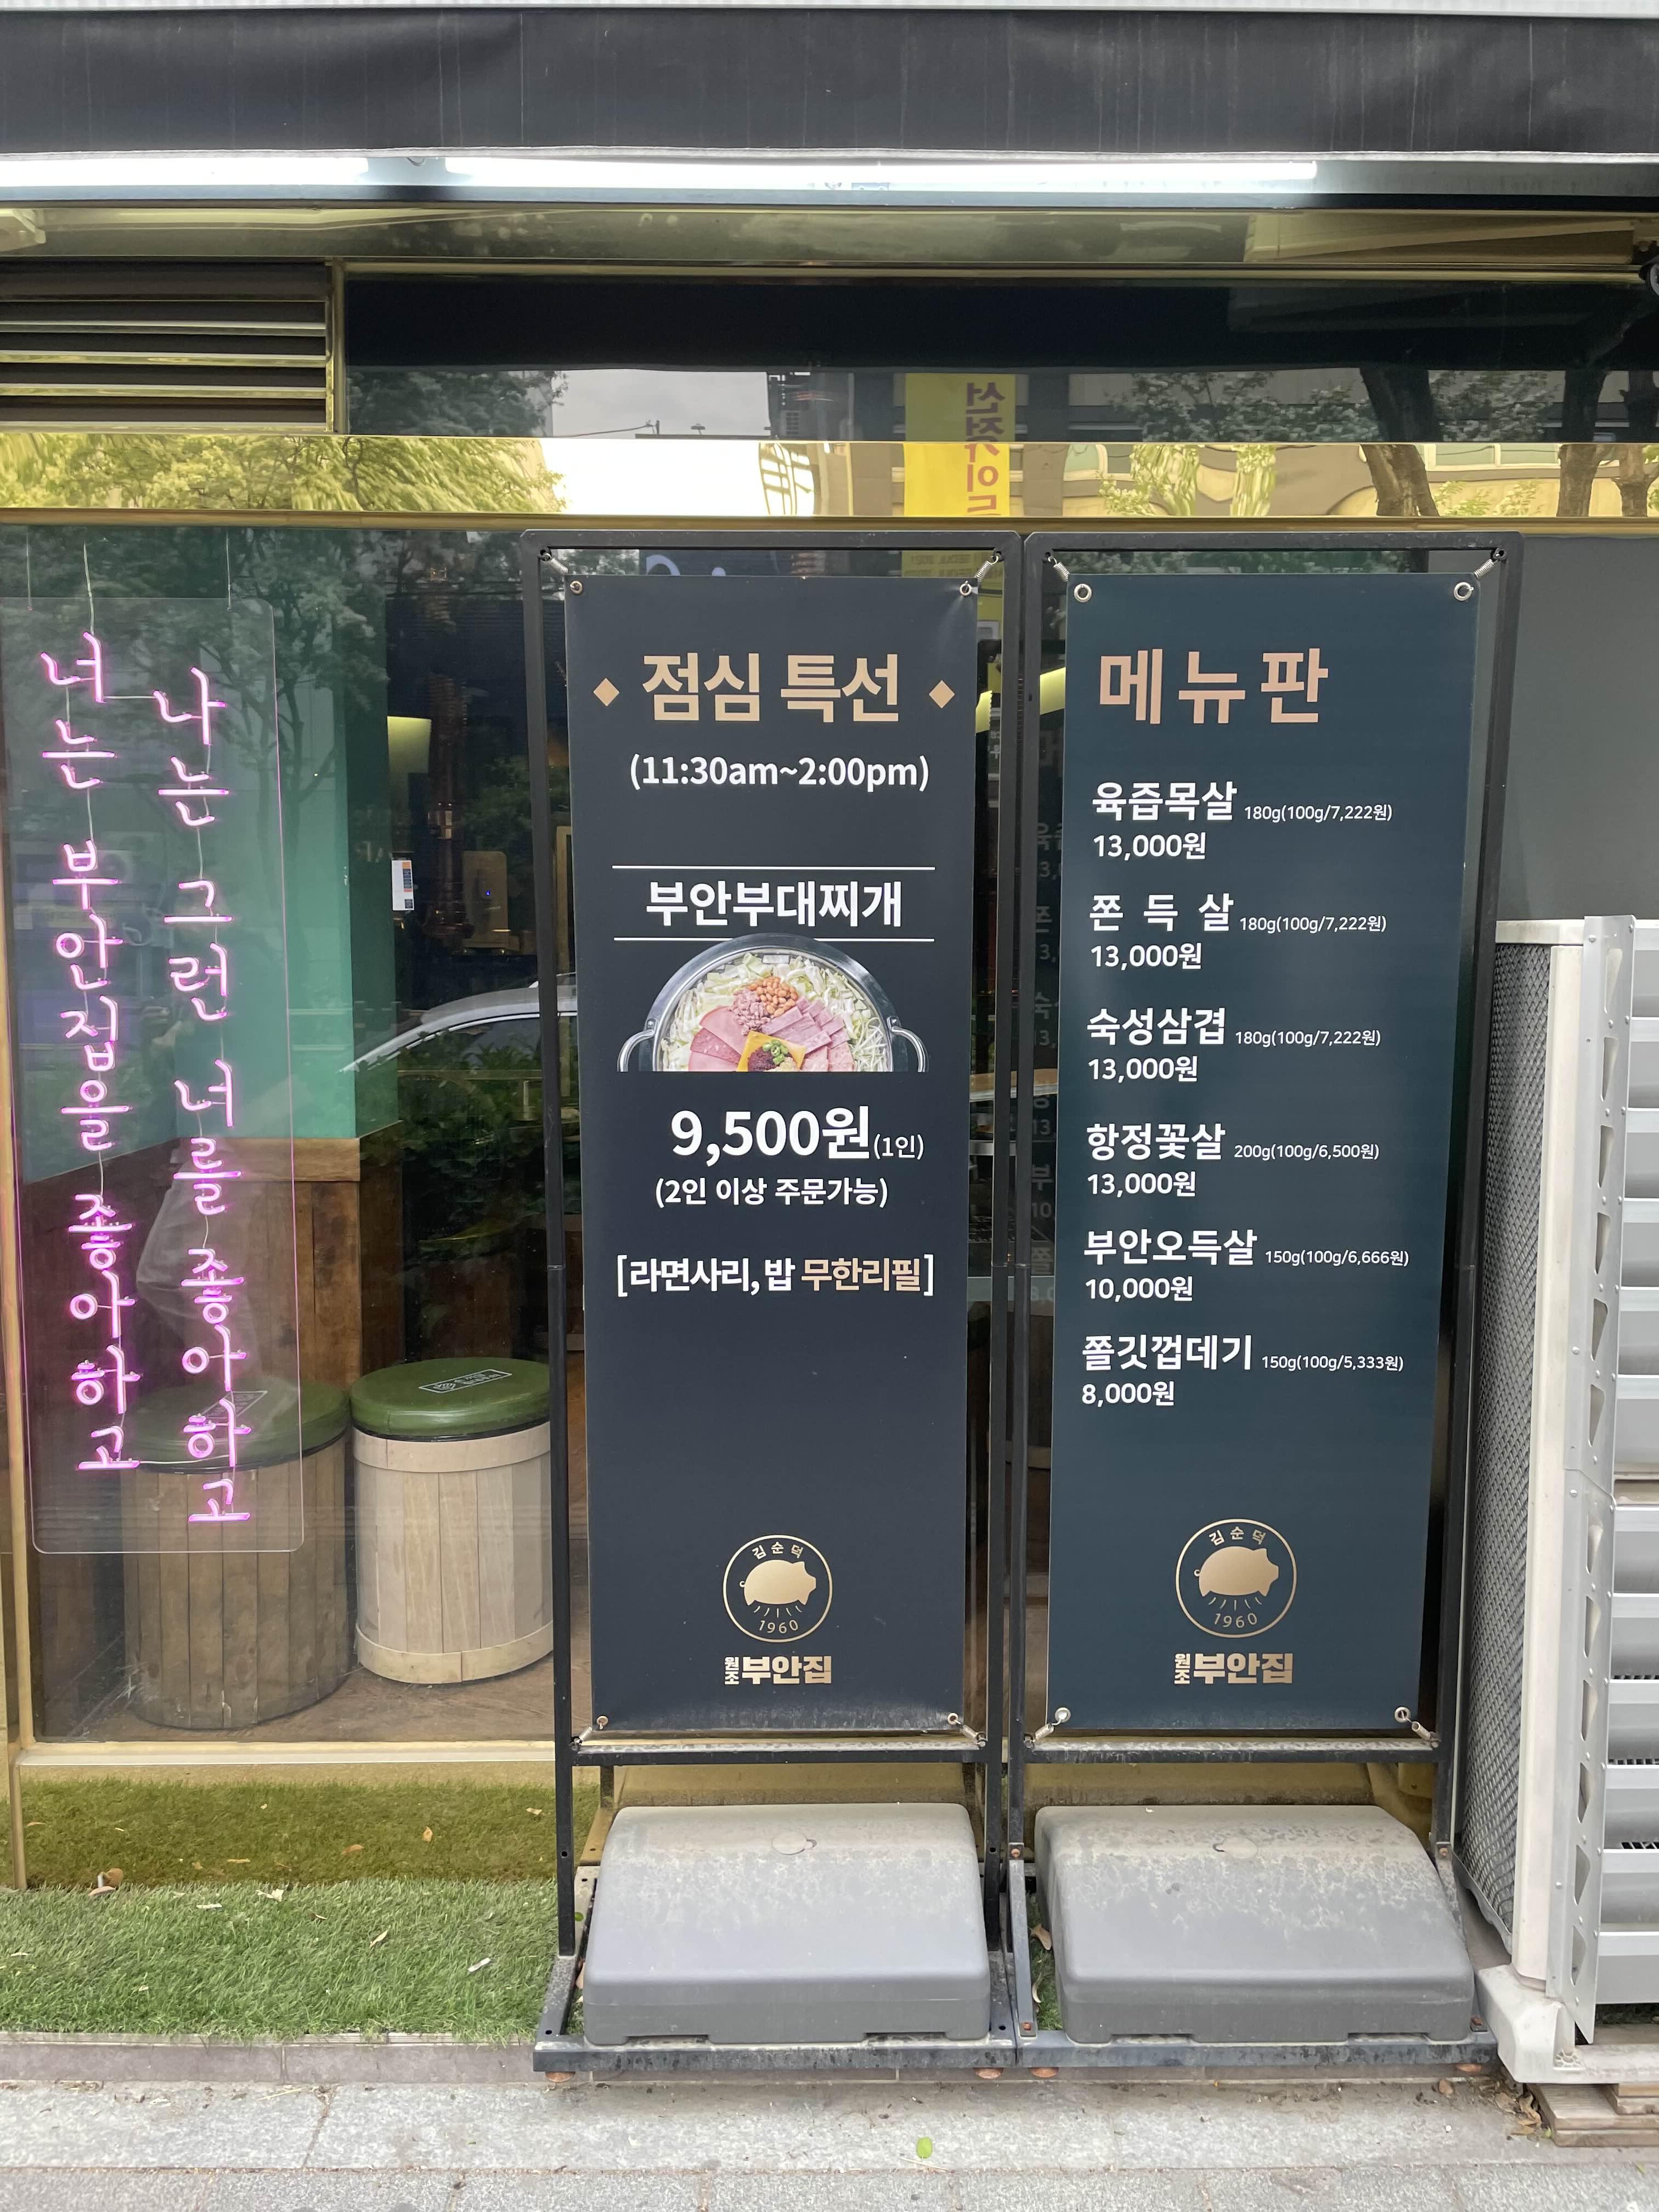 너는 부안집을 좋아하고
나는 그런 너를 좋아하고
점심 특선
(11:30am~2:00pm)
부안부대찌개
9,500원(1인)
(2인 이상 주문가능)
[라면사리, 밥 무한리필]
김순덕
1960
원조 부안집
메뉴판
육즙목살 180g(100g/7,222원)
13,000원
쫀 득 살 180g(100g/7,222원)
13,000원
숙성삼겹 180g(100g/7,222원)
13,000원
항정꽃살 200g(100g/6,500원)
13,000원
부안오득살 150g(100g/6,666원)
10,000원
쫄깃껍데기 150g(100g/5,333원)
8,000원
김순덕
1960
원조 부안집